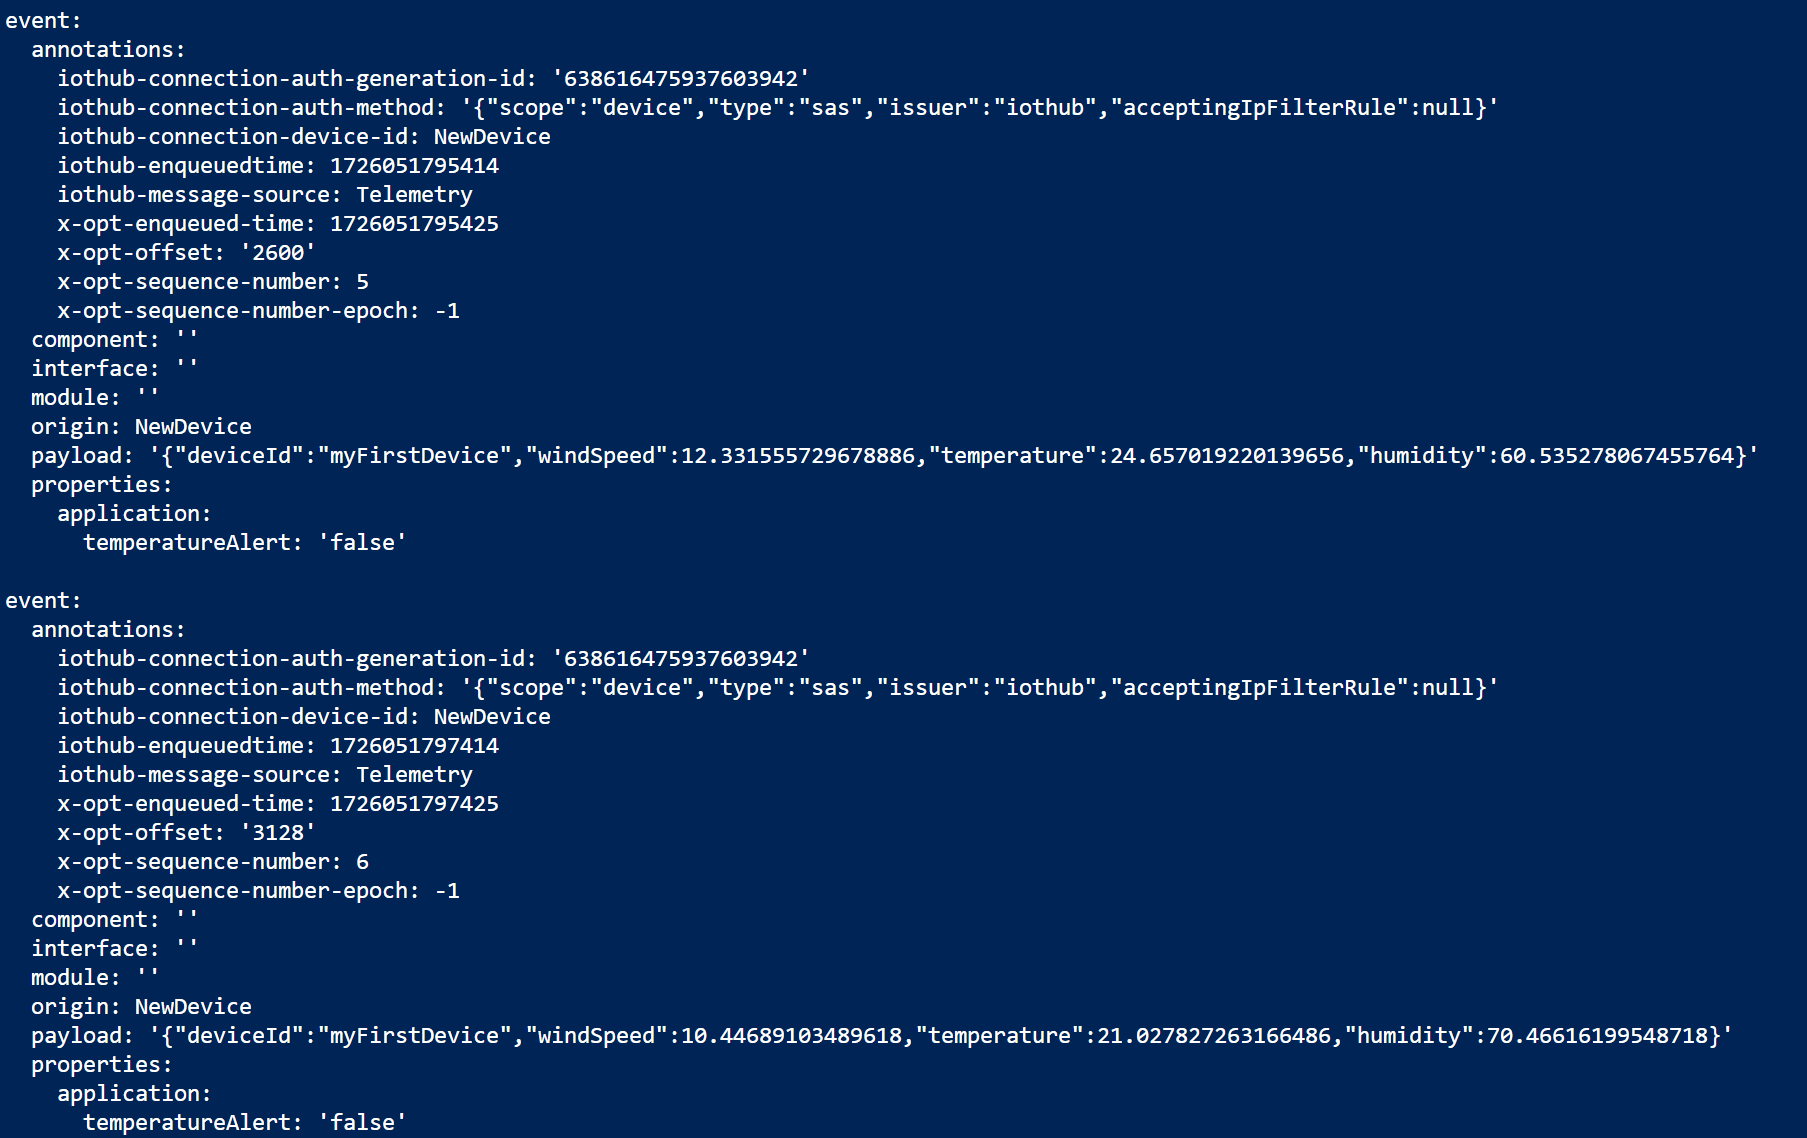 event:
  annotations:
    iothub-connection-auth-generation-id: '638616475937603942'
    iothub-connection-auth-method: '{"scope":"device","type":"sas","issuer":"iothub","acceptingIpFilterRule":null}'
    iothub-connection-device-id: NewDevice
    iothub-enqueuedtime: 1726051795414
    iothub-message-source: Telemetry
    x-opt-enqueued-time: 1726051795425
    x-opt-offset: '2600'
    x-opt-sequence-number: 5
    x-opt-sequence-number-epoch: -1
  component: ''
  interface: ''
  module: ''
  origin: NewDevice
  payload: '{"deviceId":"myFirstDevice","windSpeed":12.331555729678886,"temperature":24.657019220139656,"humidity":60.535278067455764}'
  properties:
    application:
      temperatureAlert: 'false'

event:
  annotations:
    iothub-connection-auth-generation-id: '638616475937603942'
    iothub-connection-auth-method: '{"scope":"device","type":"sas","issuer":"iothub","acceptingIpFilterRule":null}'
    iothub-connection-device-id: NewDevice
    iothub-enqueuedtime: 1726051797414
    iothub-message-source: Telemetry
    x-opt-enqueued-time: 1726051797425
    x-opt-offset: '3128'
    x-opt-sequence-number: 6
    x-opt-sequence-number-epoch: -1
  component: ''
  interface: ''
  module: ''
  origin: NewDevice
  payload: '{"deviceId":"myFirstDevice","windSpeed":10.44689103489618,"temperature":21.027827263166486,"humidity":70.46616199548718}'
  properties:
    application:
      temperatureAlert: 'false'